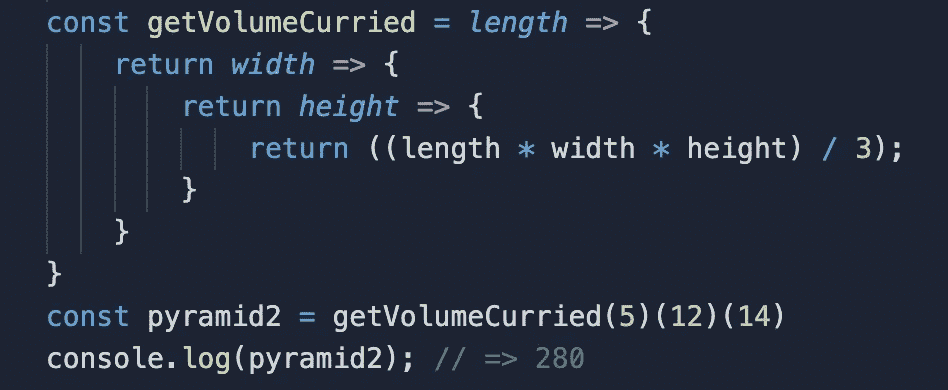 const getVolumeCurried = length => {
    return width => {
        return height => {
            return ((length * width * height) / 3);
        }
    }
}
const pyramid2 = getVolumeCurried(5)(12)(14)
console.log(pyramid2); // => 280